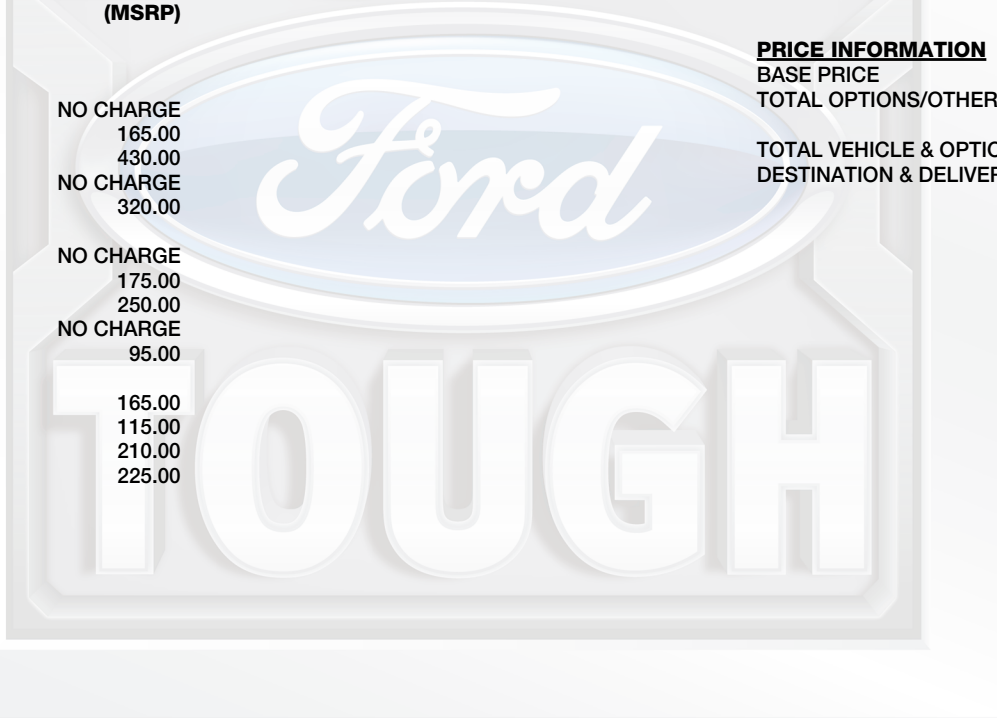 (MSRP)
NO CHARGE
165.00
430.00
NO CHARGE
320.00
NO CHARGE
175.00
250.00
NO CHARGE
95.00
165.00
115.00
210.00
225.00
PRICE INFORMATION
BASE PRICE
TOTAL OPTIONS/OTHER
TOTAL VEHICLE & OPTIO
DESTINATION & DELIVER
Ford
TOUGH